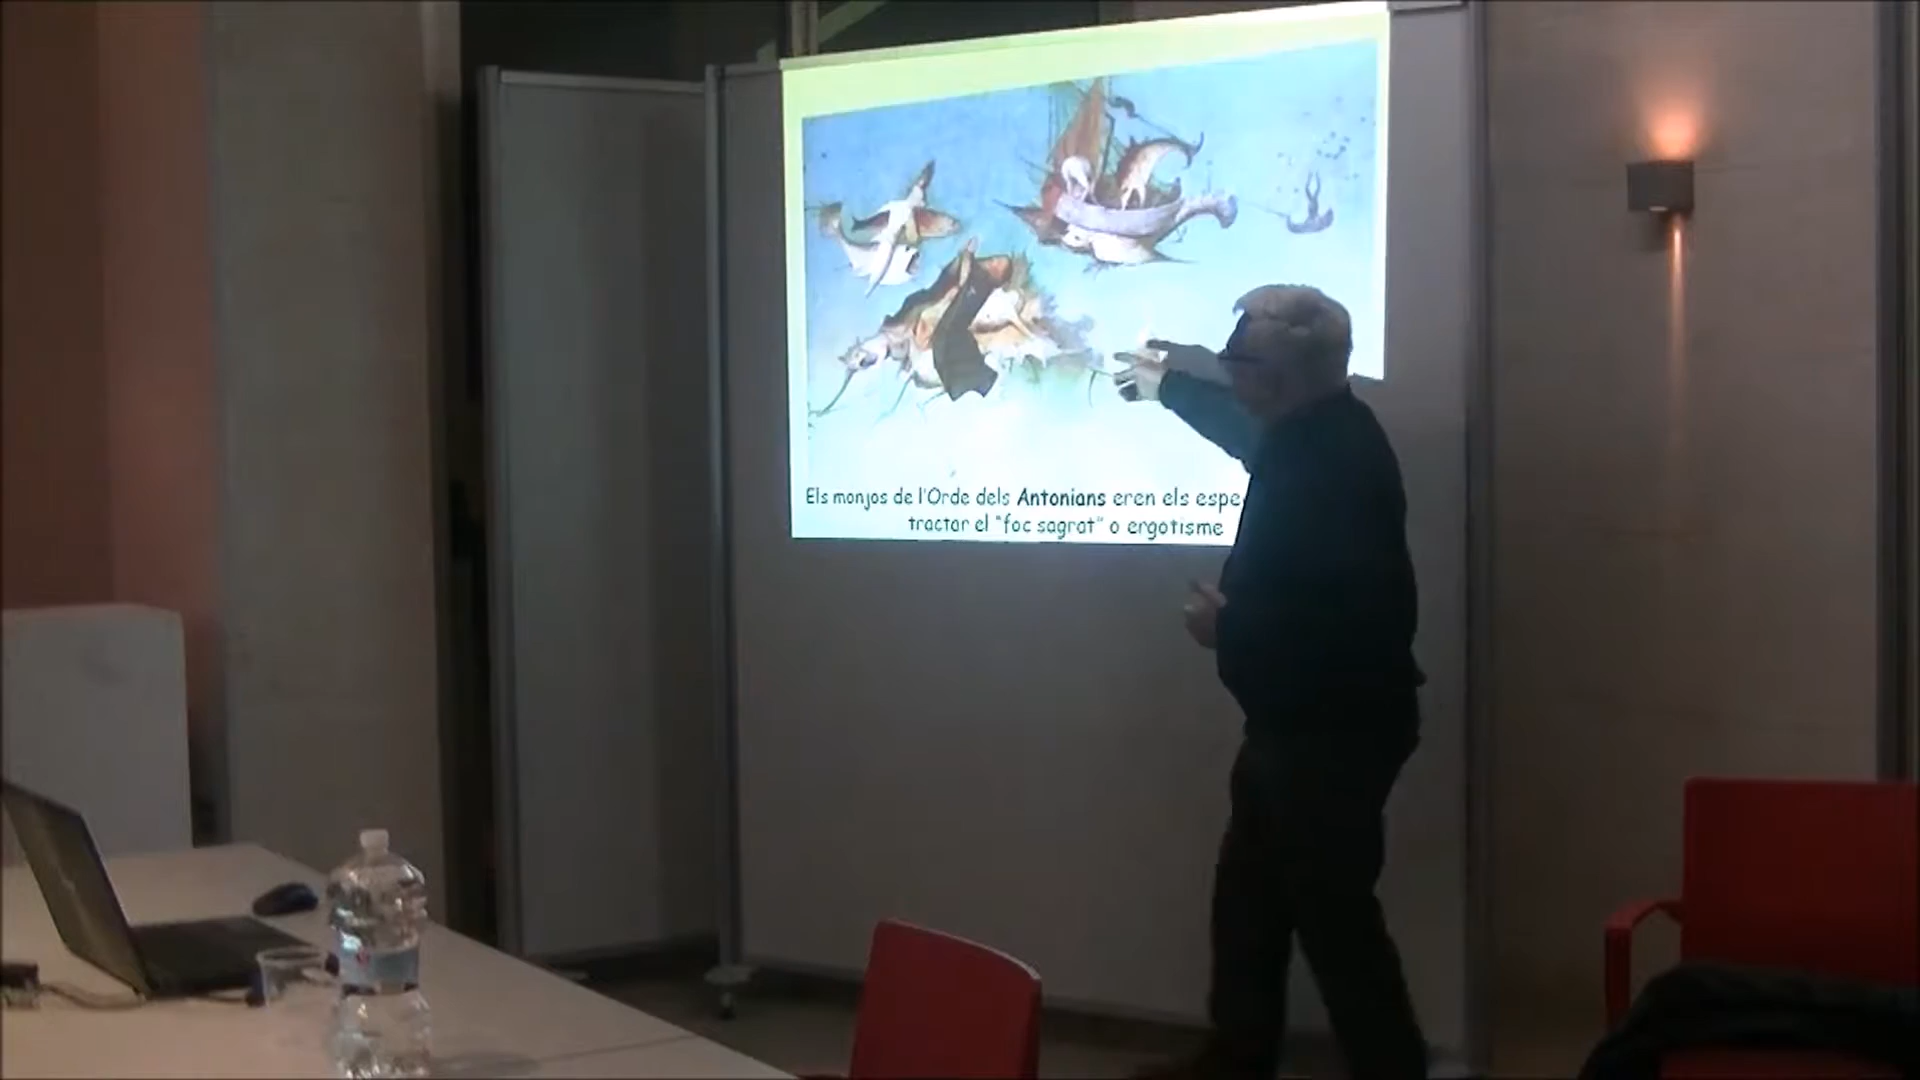 Els monjos de l'Orde dels Antonians eren els espe
tractar el "foc sagrat" o ergotisme